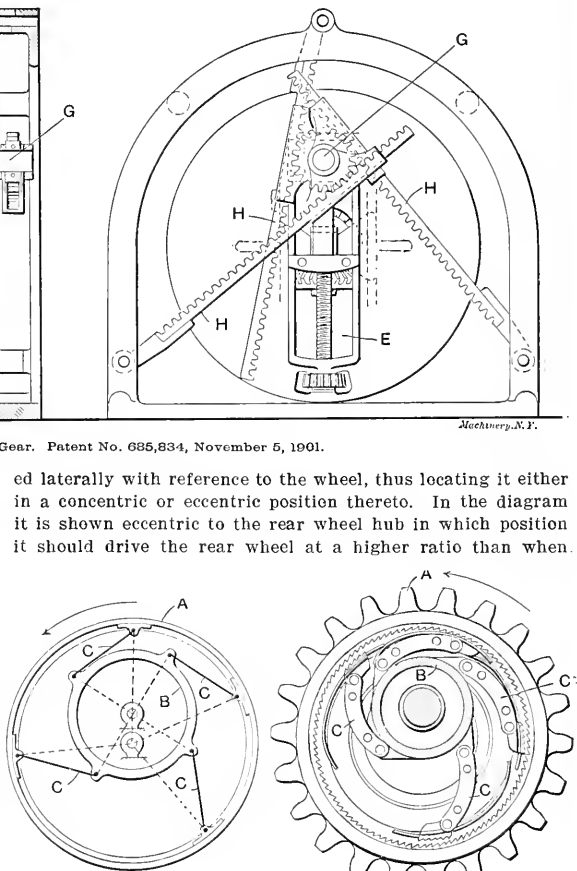 G
G
H
H
H
E
Machinery, N. Y.
Gear. Patent No. 685,834, November 5, 1901.
ed laterally with reference to the wheel, thus locating it either
in a concentric or eccentric position thereto. In the diagram
it is shown eccentric to the rear wheel hub in which position
it should drive the rear wheel at a higher ratio than when
A
C
B
C
C
C
A
B
C
C
C